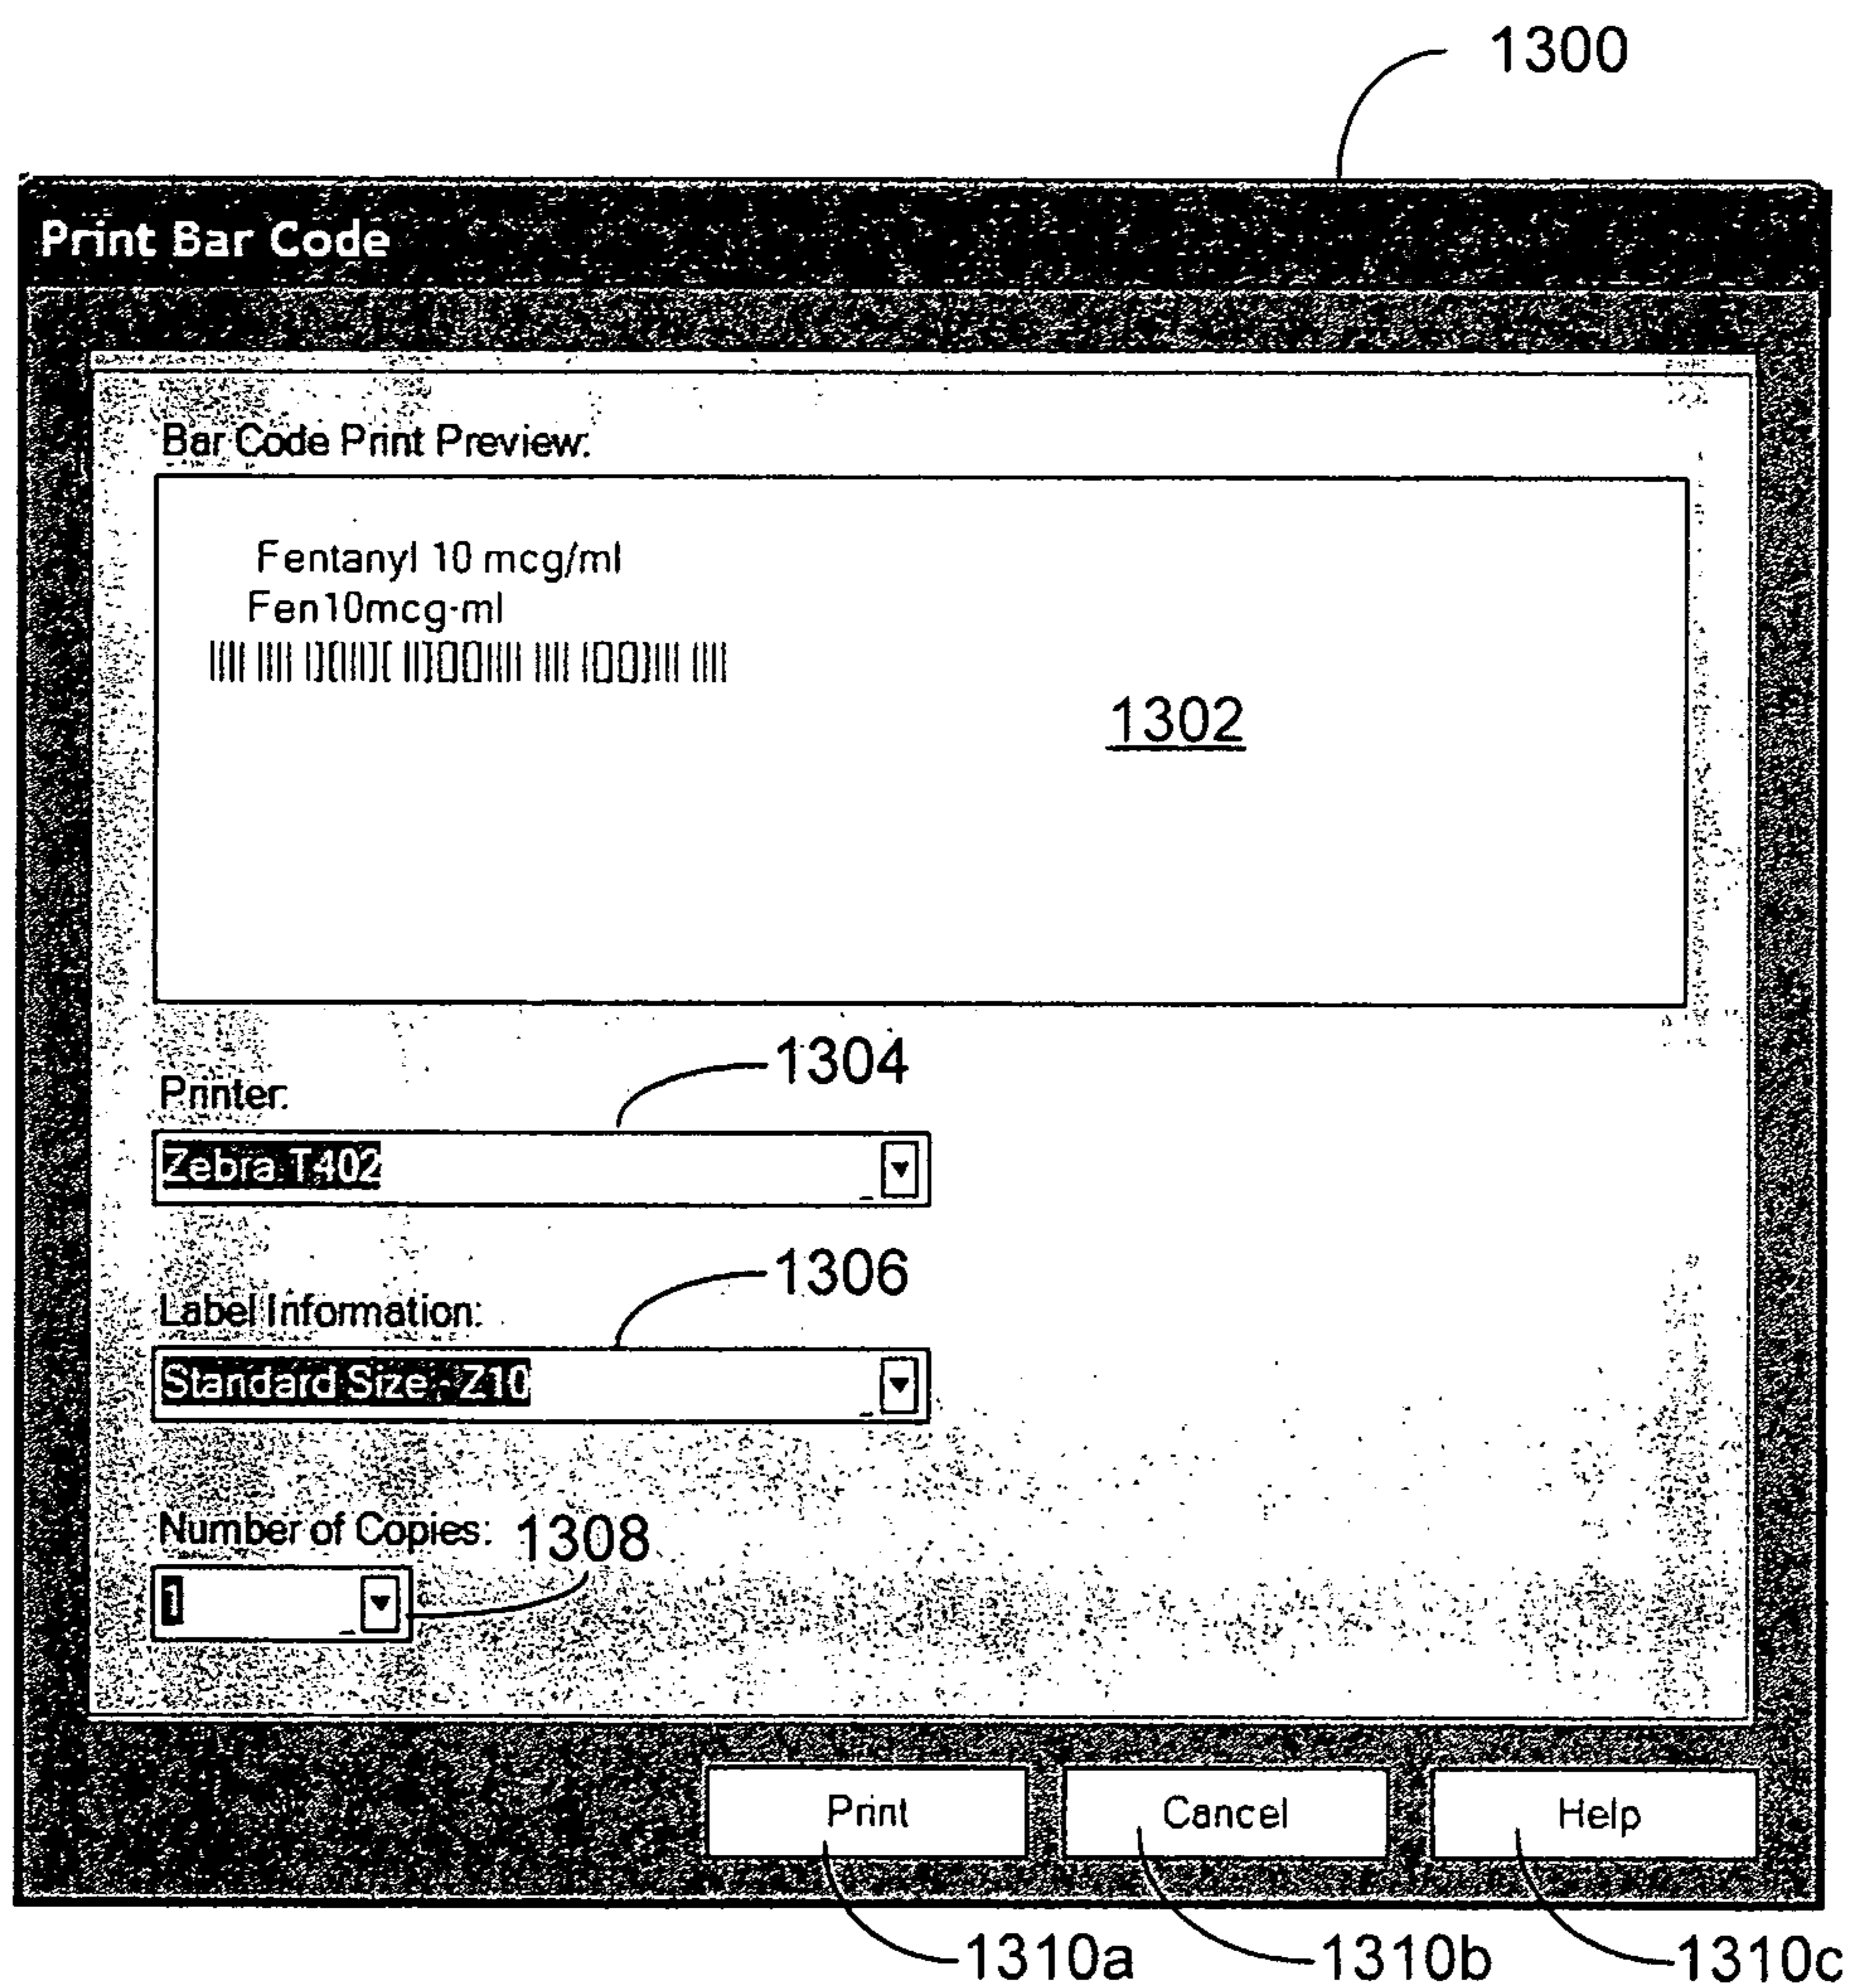 1300
Print Bar Code
Bar Code Print Preview:
Fentanyl 10 mcg/ml
Fen10mcg-ml
1302
1304
Printer:
Zebra T402
1306
Label Information:
Standard Size - Z10
Number of Copies: 1308
1
Print Cancel Help
1310a 1310b 1310c